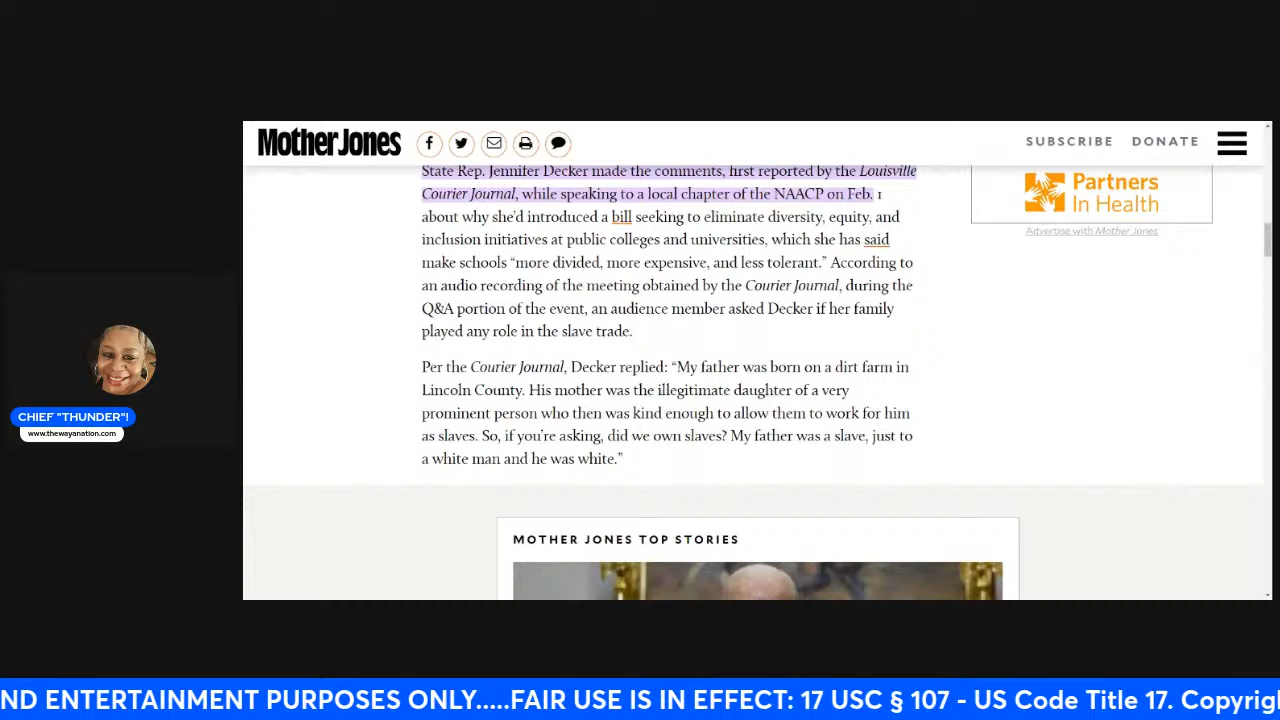 Mother Jones
SUBSCRIBE DONATE
State Rep. Jennifer Decker made the comments, first reported by the Louisville
Courier Journal, while speaking to a local chapter of the NAACP on Feb. 1
about why she’d introduced a bill seeking to eliminate diversity, equity, and
inclusion initiatives at public colleges and universities, which she has said
make schools “more divided, more expensive, and less tolerant.” According to
an audio recording of the meeting obtained by the Courier Journal, during the
Q&A portion of the event, an audience member asked Decker if her family
played any role in the slave trade.
Per the Courier Journal, Decker replied: “My father was born on a dirt farm in
Lincoln County. His mother was the illegitimate daughter of a very
prominent person who then was kind enough to allow them to work for him
as slaves. So, if you’re asking, did we own slaves? My father was a slave, just to
a white man and he was white.”
Partners
In Health
Advertise with Mother Jones
CHIEF "THUNDER"!
www.thewayanation.com
MOTHER JONES TOP STORIES
ND ENTERTAINMENT PURPOSES ONLY.....FAIR USE IS IN EFFECT: 17 USC § 107 - US Code Title 17. Copyrig